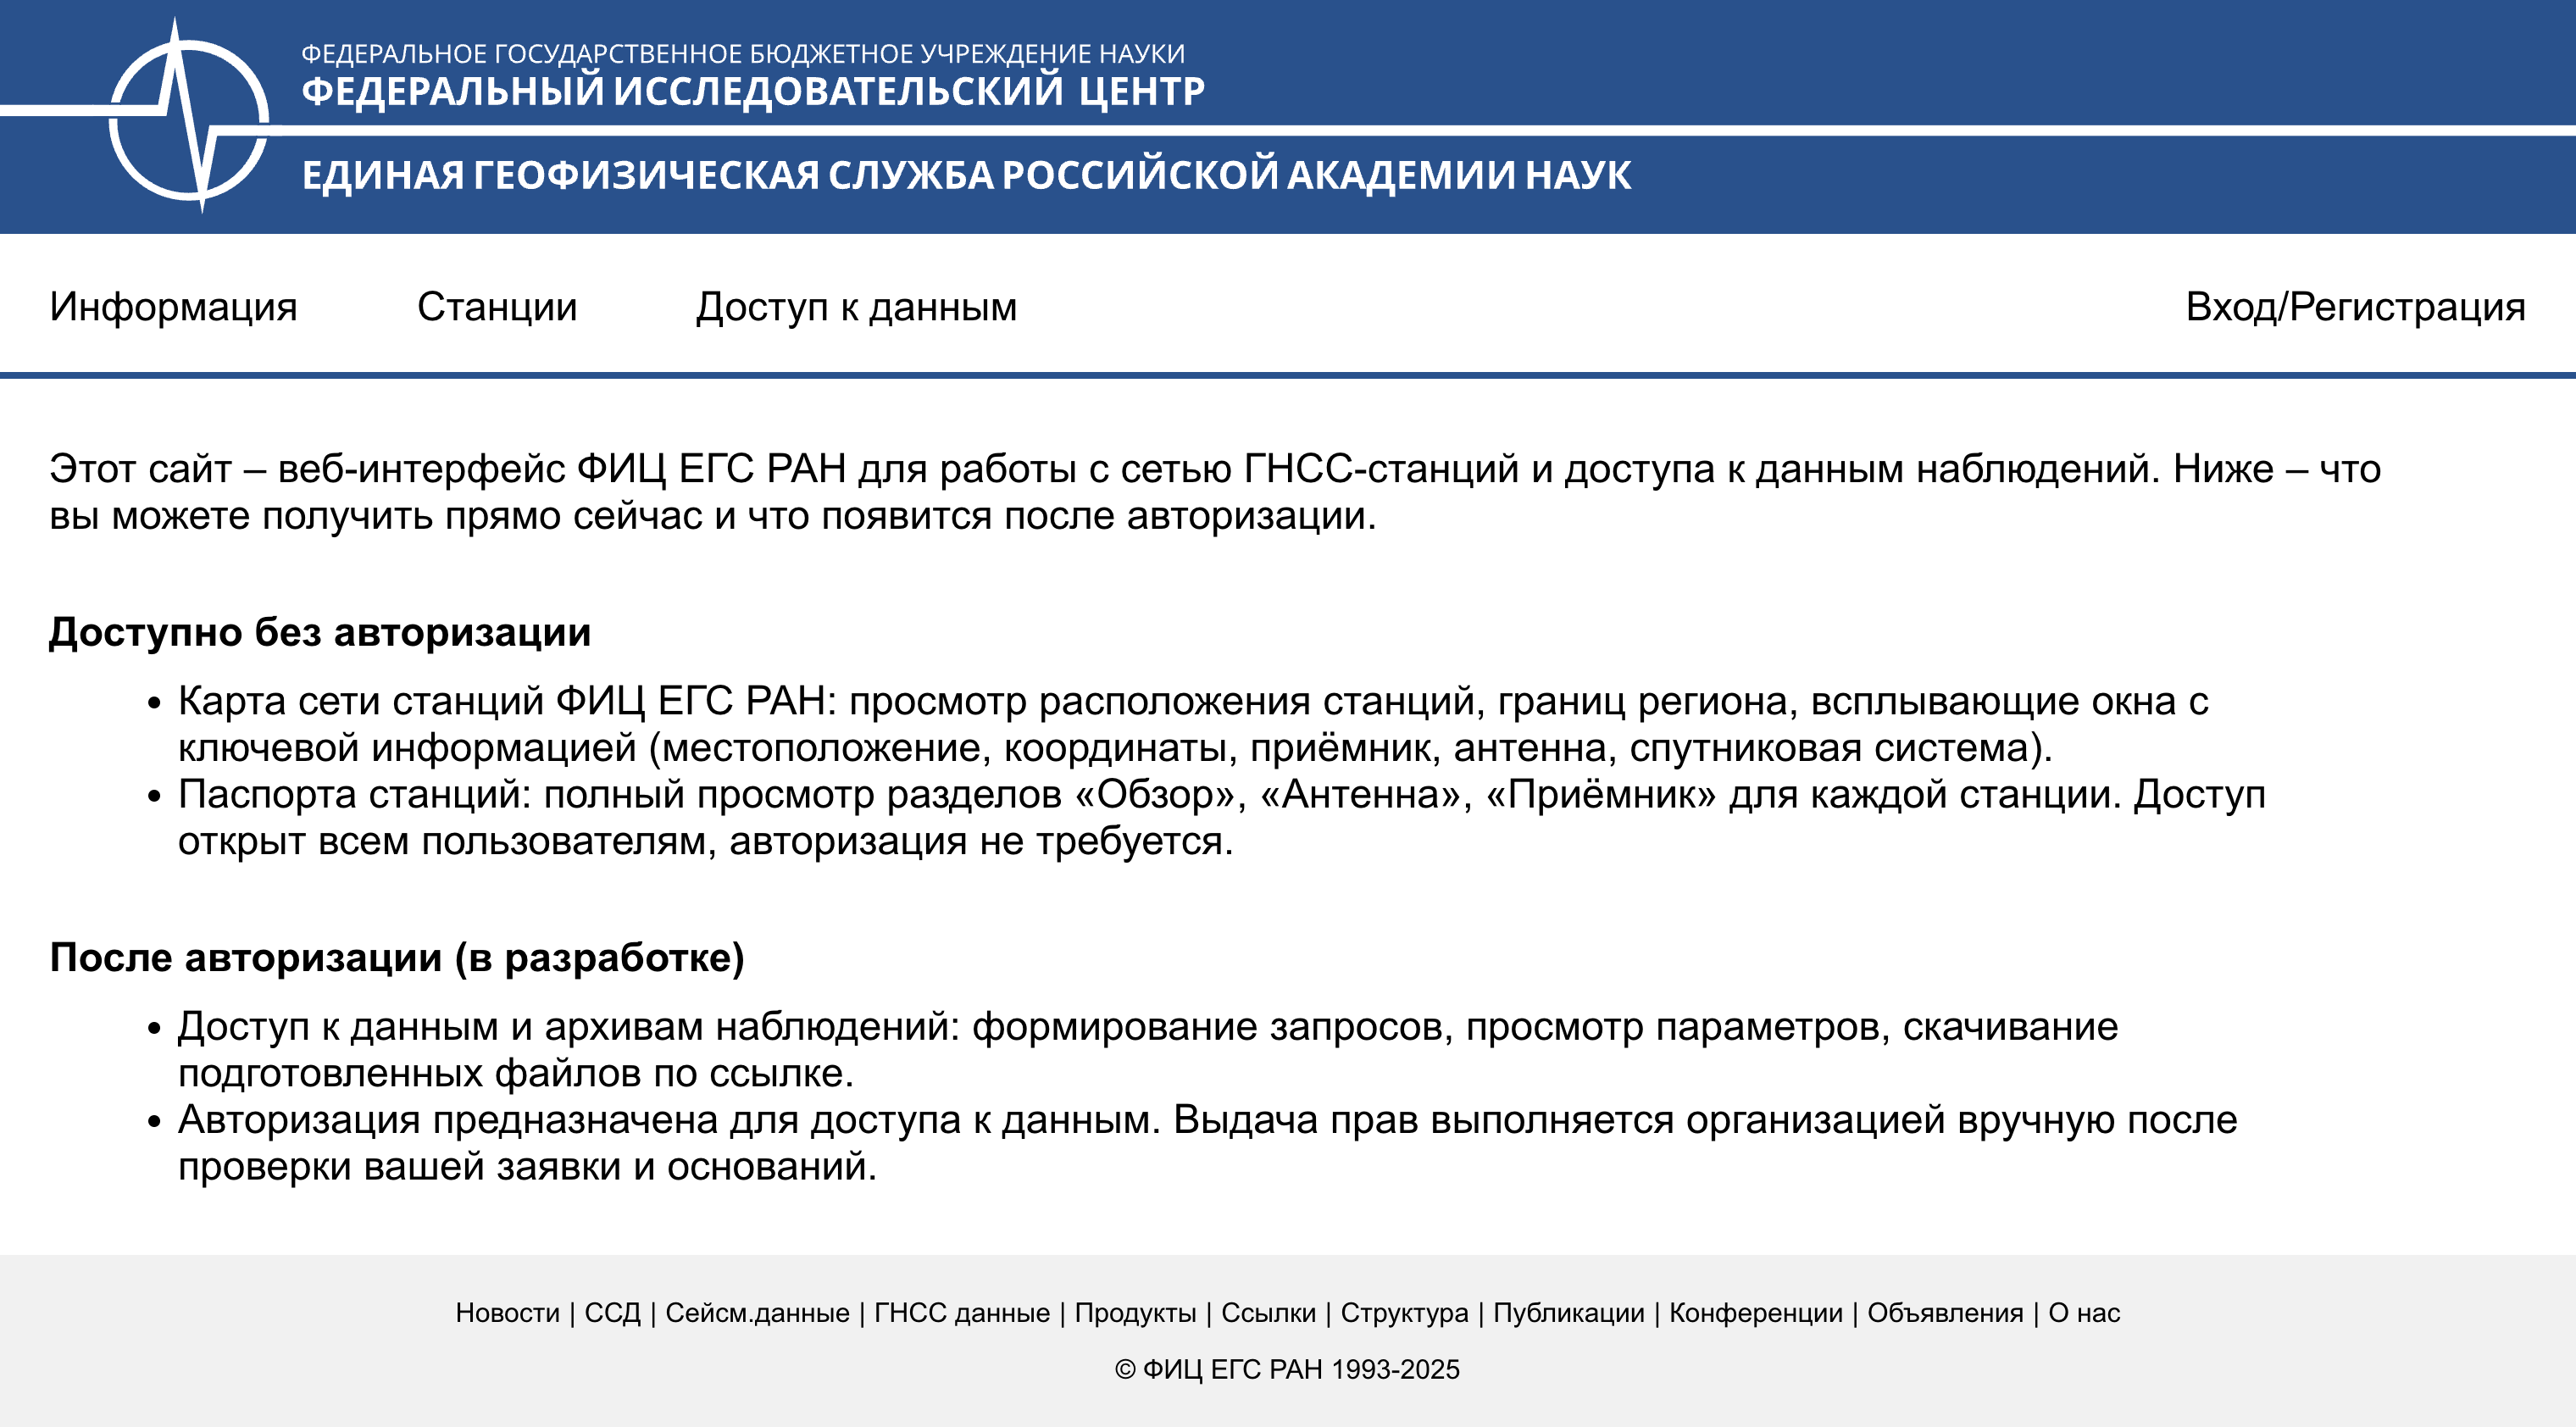 ФЕДЕРАЛЬНОЕ ГОСУДАРСТВЕННОЕ БЮДЖЕТНОЕ УЧРЕЖДЕНИЕ НАУКИ
ФЕДЕРАЛЬНЫЙ ИССЛЕДОВАТЕЛЬСКИЙ ЦЕНТР
ЕДИНАЯ ГЕОФИЗИЧЕСКАЯ СЛУЖБА РОССИЙСКОЙ АКАДЕМИИ НАУК
Информация Станции Доступ к данным Вход/Регистрация
Этот сайт – веб-интерфейс ФИЦ ЕГС РАН для работы с сетью ГНСС-станций и доступа к данным наблюдений. Ниже – что
вы можете получить прямо сейчас и что появится после авторизации.
Доступно без авторизации
• Карта сети станций ФИЦ ЕГС РАН: просмотр расположения станций, границ региона, всплывающие окна с
ключевой информацией (местоположение, координаты, приёмник, антенна, спутниковая система).
• Паспорта станций: полный просмотр разделов «Обзор», «Антенна», «Приёмник» для каждой станции. Доступ
открыт всем пользователям, авторизация не требуется.
После авторизации (в разработке)
• Доступ к данным и архивам наблюдений: формирование запросов, просмотр параметров, скачивание
подготовленных файлов по ссылке.
• Авторизация предназначена для доступа к данным. Выдача прав выполняется организацией вручную после
проверки вашей заявки и оснований.
Новости | ССД | Сейсм.данные | ГНСС данные | Продукты | Ссылки | Структура | Публикации | Конференции | Объявления | О нас
© ФИЦ ЕГС РАН 1993-2025